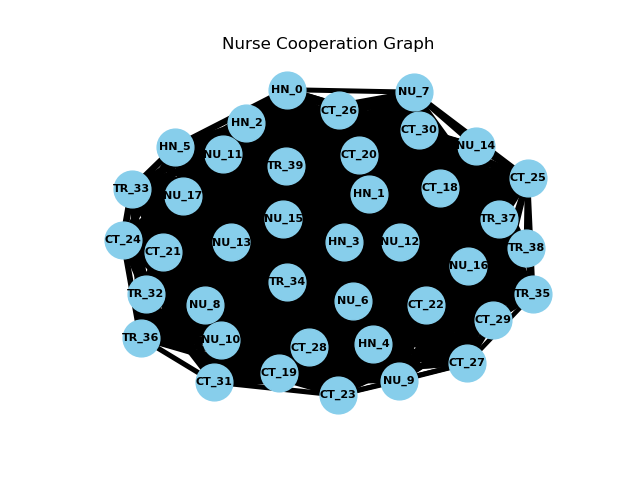 Nurse Cooperation Graph
HN_0
NU_7
CT_26
HN_2
CT_30
HN_5
NU_11
CT_20
NU_14
TR_39
CT_25
TR_33
NU_17
HN_1
CT_18
NU_15
TR_37
CT_24
CT_21
NU_13
HN_3
NU_12
TR_38
NU_16
TR_34
TR_32
NU_8
NU_6
CT_22
TR_35
CT_29
TR_36
NU_10
CT_28
HN_4
CT_27
CT_31
CT_19
NU_9
CT_23